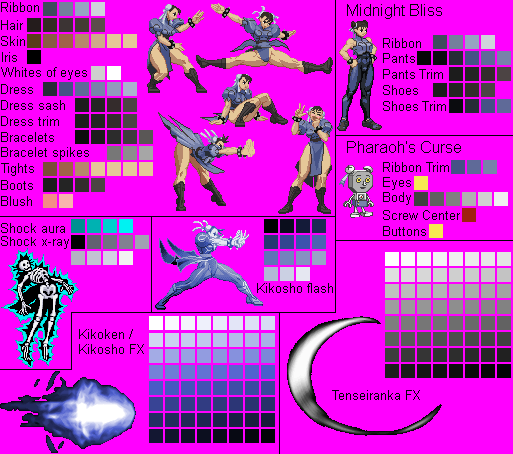 Ribbon
Hair
Skin
Iris
Whites of eyes
Dress
Dress sash
Dress trim
Bracelets
Bracelet spikes
Tights
Boots
Blush
Midnight Bliss
Ribbon
Pants
Pants Trim
Shoes
Shoes Trim
Pharaoh's Curse
Ribbon Trim
Eyes
Body
Screw Center
Buttons
Shock aura
Shock x-ray
Kikosho flash
Kikoken /
Kikosho FX
Tenseiranka FX